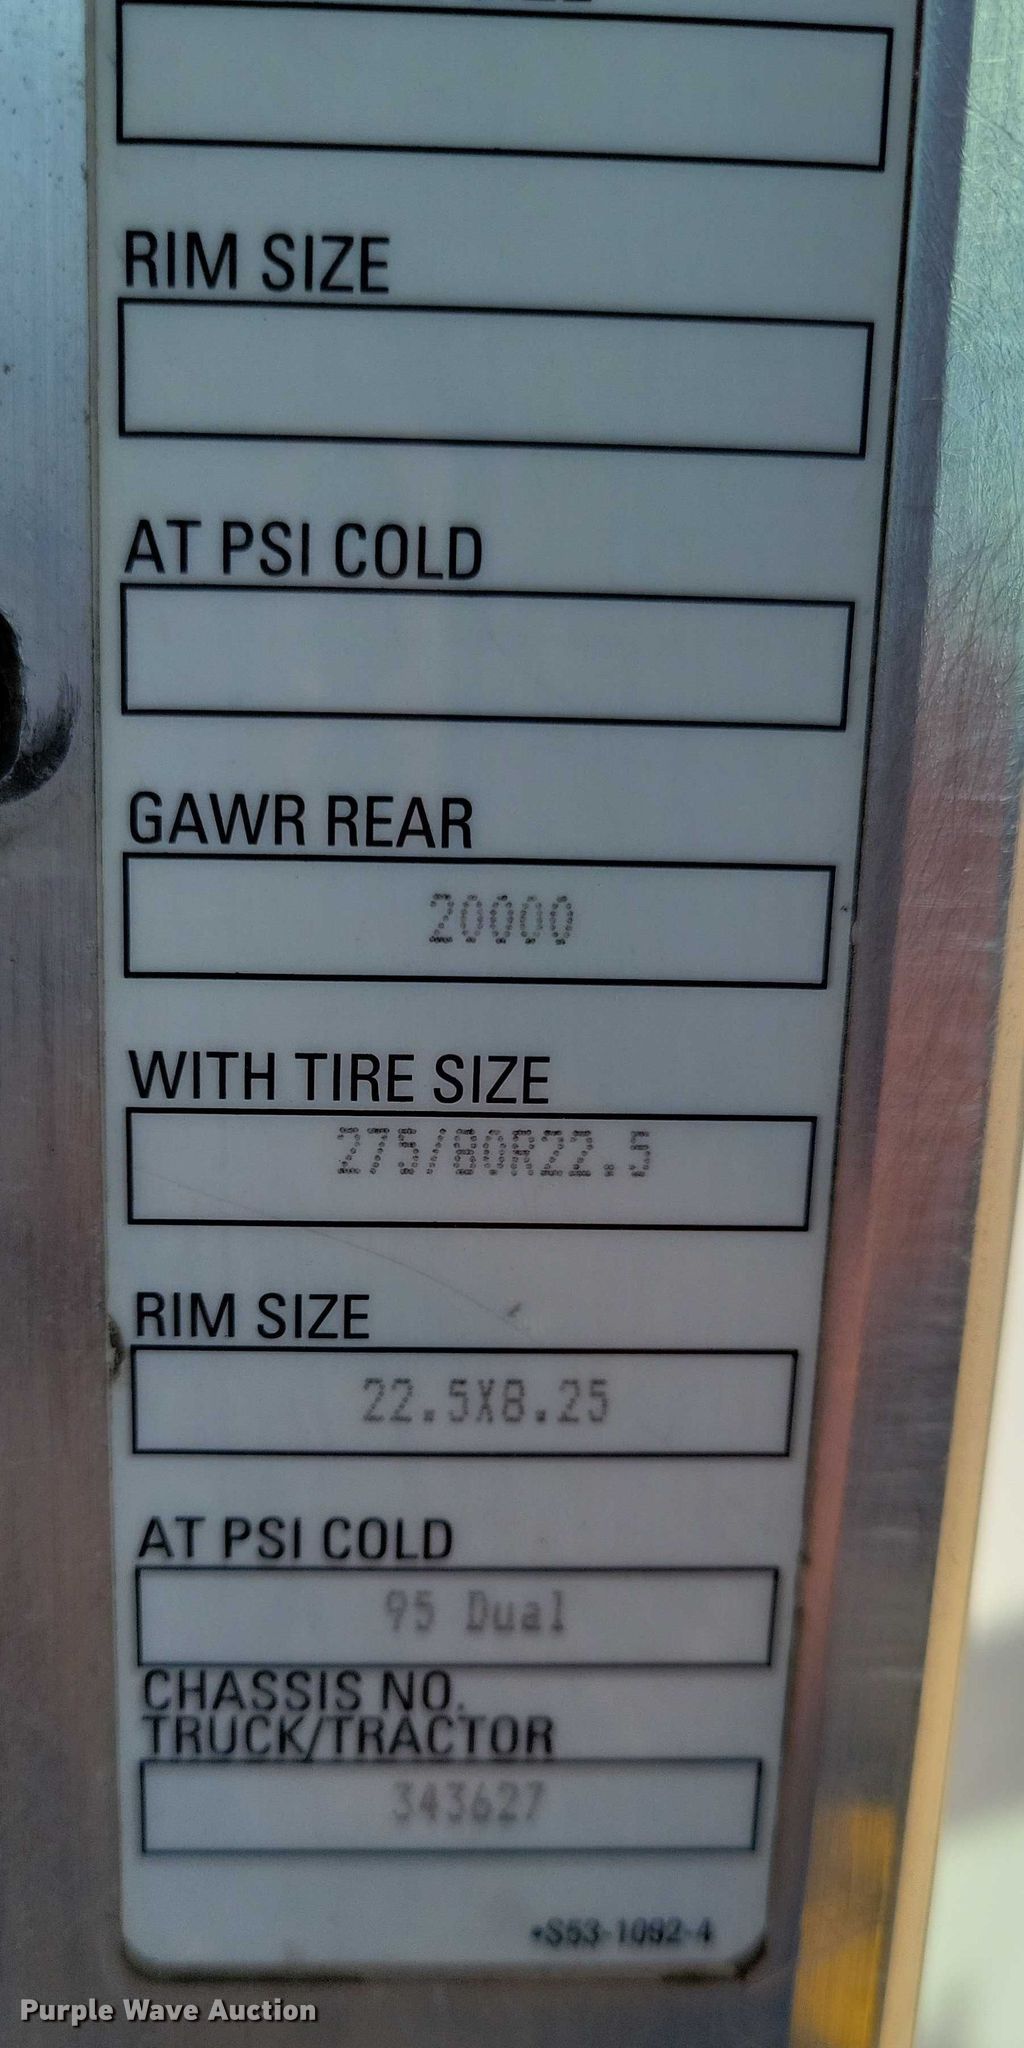 RIM SIZE
AT PSI COLD
GAWR REAR
20000
WITH TIRE SIZE
275/80R22.5
RIM SIZE
22.5X8.25
AT PSI COLD
95 Dual
CHASSIS NO.
TRUCK/TRACTOR
343627
•S53-1092-4
Purple Wave Auction